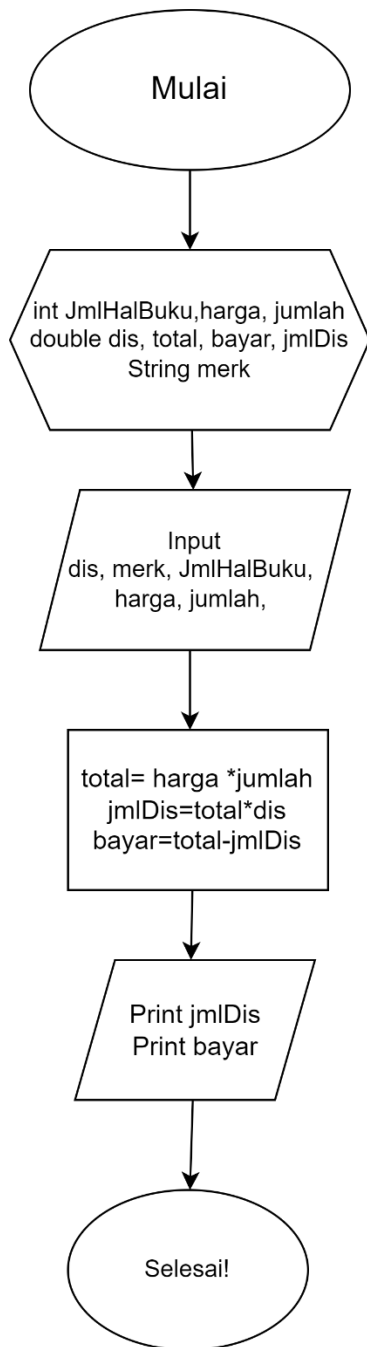 Mulai
int JmlHalBuku,harga, jumlah
double dis, total, bayar, jmlDis
String merk
Input
dis, merk, JmlHalBuku,
harga, jumlah,
total= harga *jumlah
jmlDis=total*dis
bayar=total-jmlDis
Print jmlDis
Print bayar
Selesai!